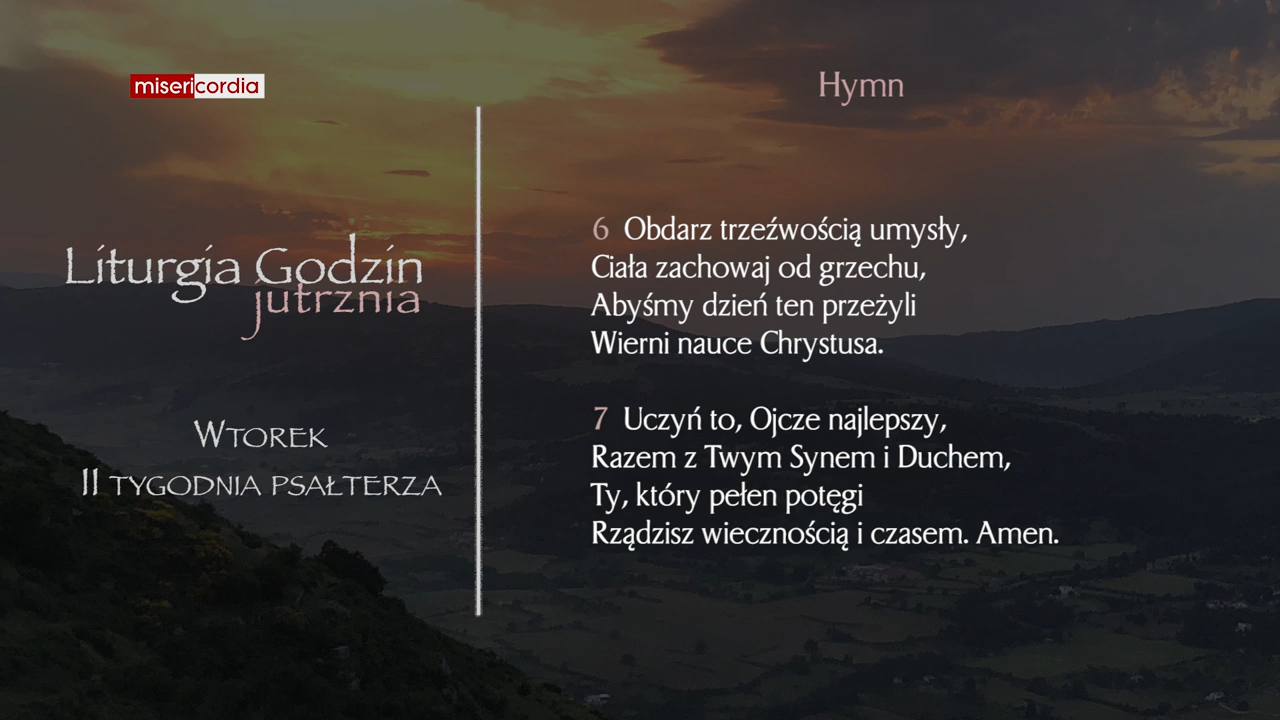 misericordia
Liturgia Godzin
jutrznia
Wtorek
II tygodnia psałterza
Hymn
6 Obdarz trzeźwością umysły,
Ciała zachowaj od grzechu,
Abyśmy dzień ten przeżyli
Wierni nauce Chrystusa.
7 Uczyń to, Ojcze najlepszy,
Razem z Twym Synem i Duchem,
Ty, który pełen potęgi
Rządzisz wiecznością i czasem. Amen.